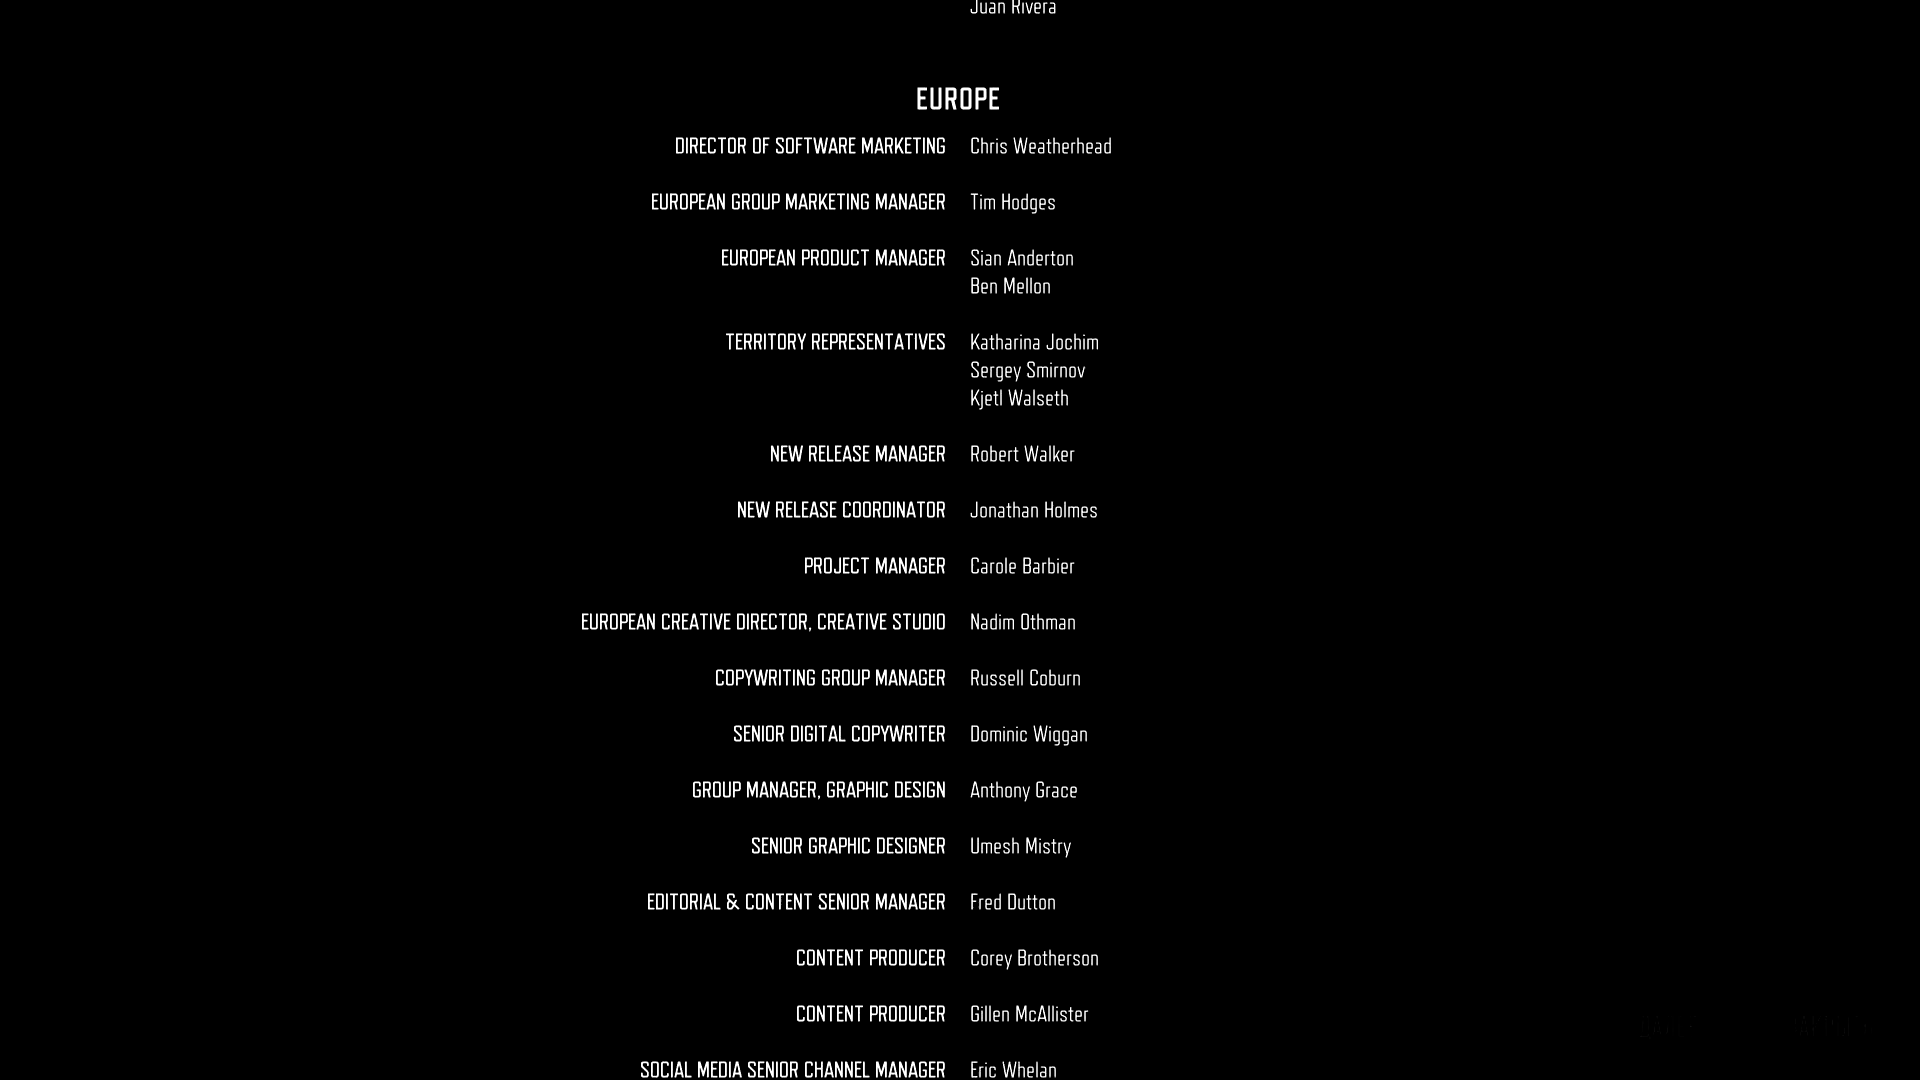 Juan Rivera
EUROPE
DIRECTOR OF SOFTWARE MARKETING Chris Weatherhead
EUROPEAN GROUP MARKETING MANAGER Tim Hodges
EUROPEAN PRODUCT MANAGER Sian Anderton
Ben Mellon
TERRITORY REPRESENTATIVES Katharina Jochim
Sergey Smirnov
Kjetl Walseth
NEW RELEASE MANAGER Robert Walker
NEW RELEASE COORDINATOR Jonathan Holmes
PROJECT MANAGER Carole Barbier
EUROPEAN CREATIVE DIRECTOR, CREATIVE STUDIO Nadim Othman
COPYWRITING GROUP MANAGER Russell Coburn
SENIOR DIGITAL COPYWRITER Dominic Wiggan
GROUP MANAGER, GRAPHIC DESIGN Anthony Grace
SENIOR GRAPHIC DESIGNER Umesh Mistry
EDITORIAL & CONTENT SENIOR MANAGER Fred Dutton
CONTENT PRODUCER Corey Brotherson
CONTENT PRODUCER Gillen McAllister
SOCIAL MEDIA SENIOR CHANNEL MANAGER Eric Whelan